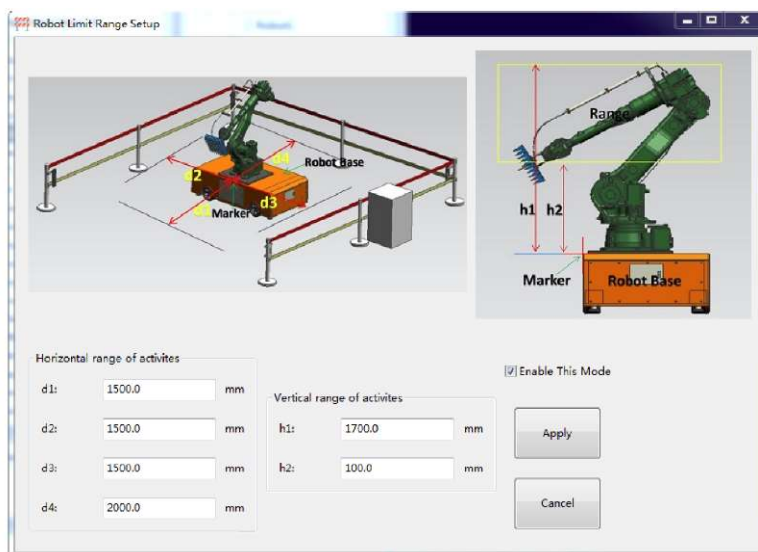 Robot Limit Range Setup
d4
Robot Base
d2
d3
Marker
Range
h1
h2
Marker
Robot Base
Horizontal range of activites
d1:
1500.0
mm
d2:
1500.0
mm
d3:
1500.0
mm
d4:
2000.0
mm
Vertical range of activites
h1:
1700.0
mm
h2:
100.0
mm
Enable This Mode
Apply
Cancel